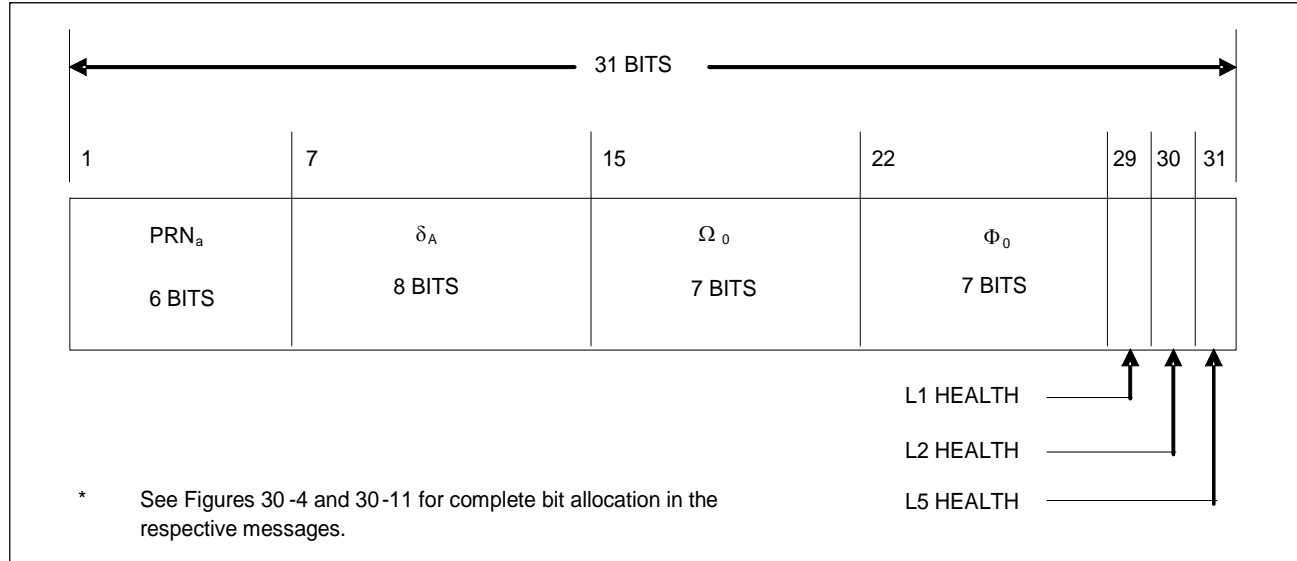 31 BITS
1 7 15 22 29 30 31
PRNa δA Ω0 Φ0
6 BITS 8 BITS 7 BITS 7 BITS
L1 HEALTH
L2 HEALTH
L5 HEALTH
* See Figures 30-4 and 30-11 for complete bit allocation in the
respective messages.